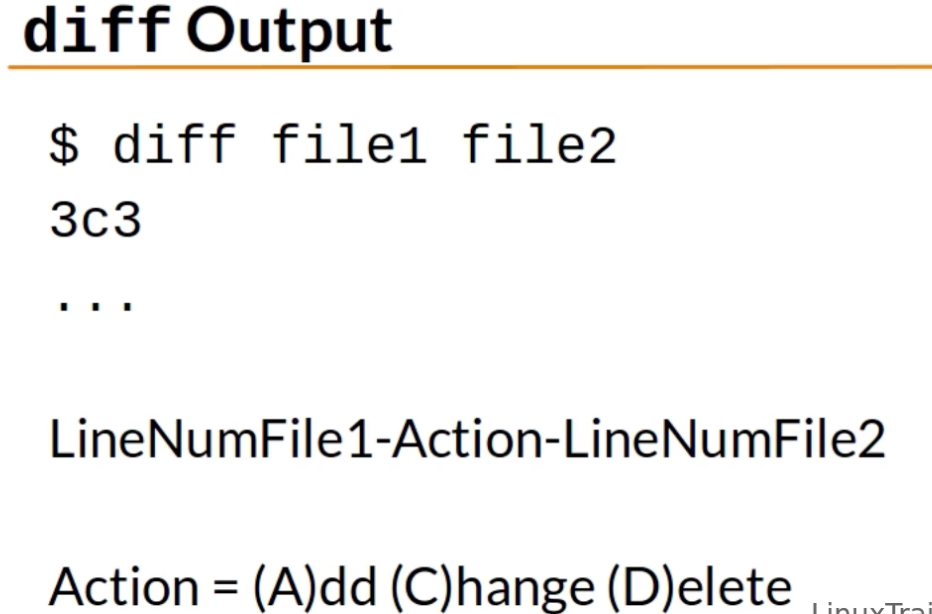 diff Output
$ diff file1 file2
3c3
...
LineNumFile1-Action-LineNumFile2
Action = (A)dd (C)hange (D)elete